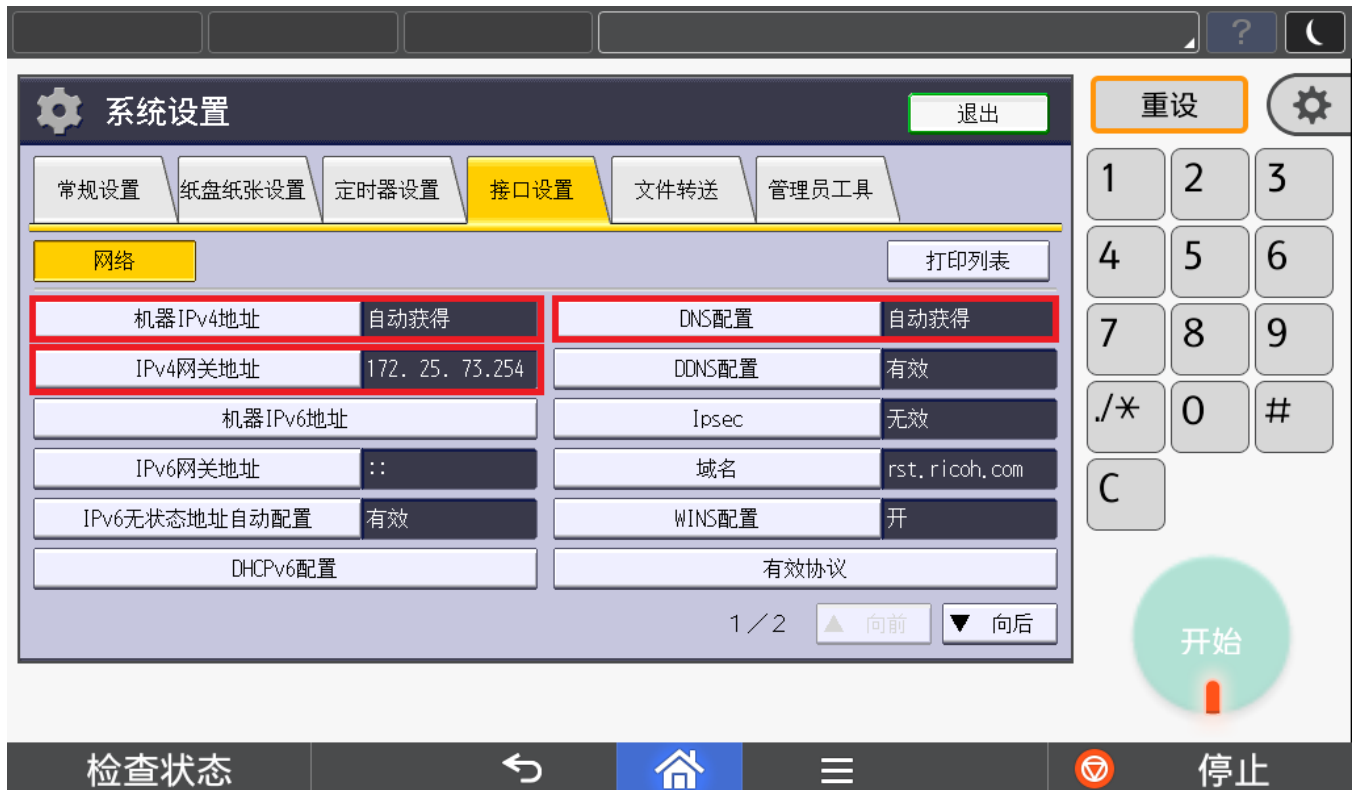 ?
系统设置
退出
重设
常规设置 纸盘纸张设置 定时器设置 接口设置 文件转送 管理员工具
1 2 3
网络 打印列表
4 5 6
机器IPv4地址 自动获得 DNS配置 自动获得
7 8 9
IPv4网关地址 172. 25. 73.254 DDNS配置 有效
机器IPv6地址 Ipsec 无效
./* 0 #
IPv6网关地址 :: 域名 rst.ricoh.com
C
IPv6无状态地址自动配置 有效 WINS配置 开
DHCPv6配置 有效协议
1／2 ▲ 向前 ▼ 向后
开始
检查状态 停止